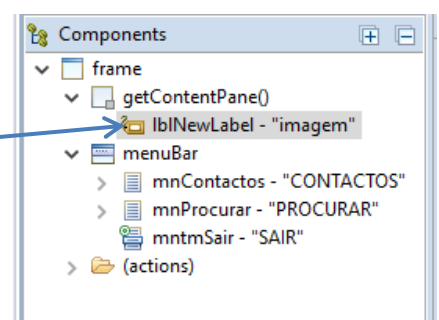 Components
frame
getContentPane()
lblNewLabel - "imagem"
menuBar
mnContactos - "CONTACTOS"
mnProcurar - "PROCURAR"
mntmSair - "SAIR"
(actions)